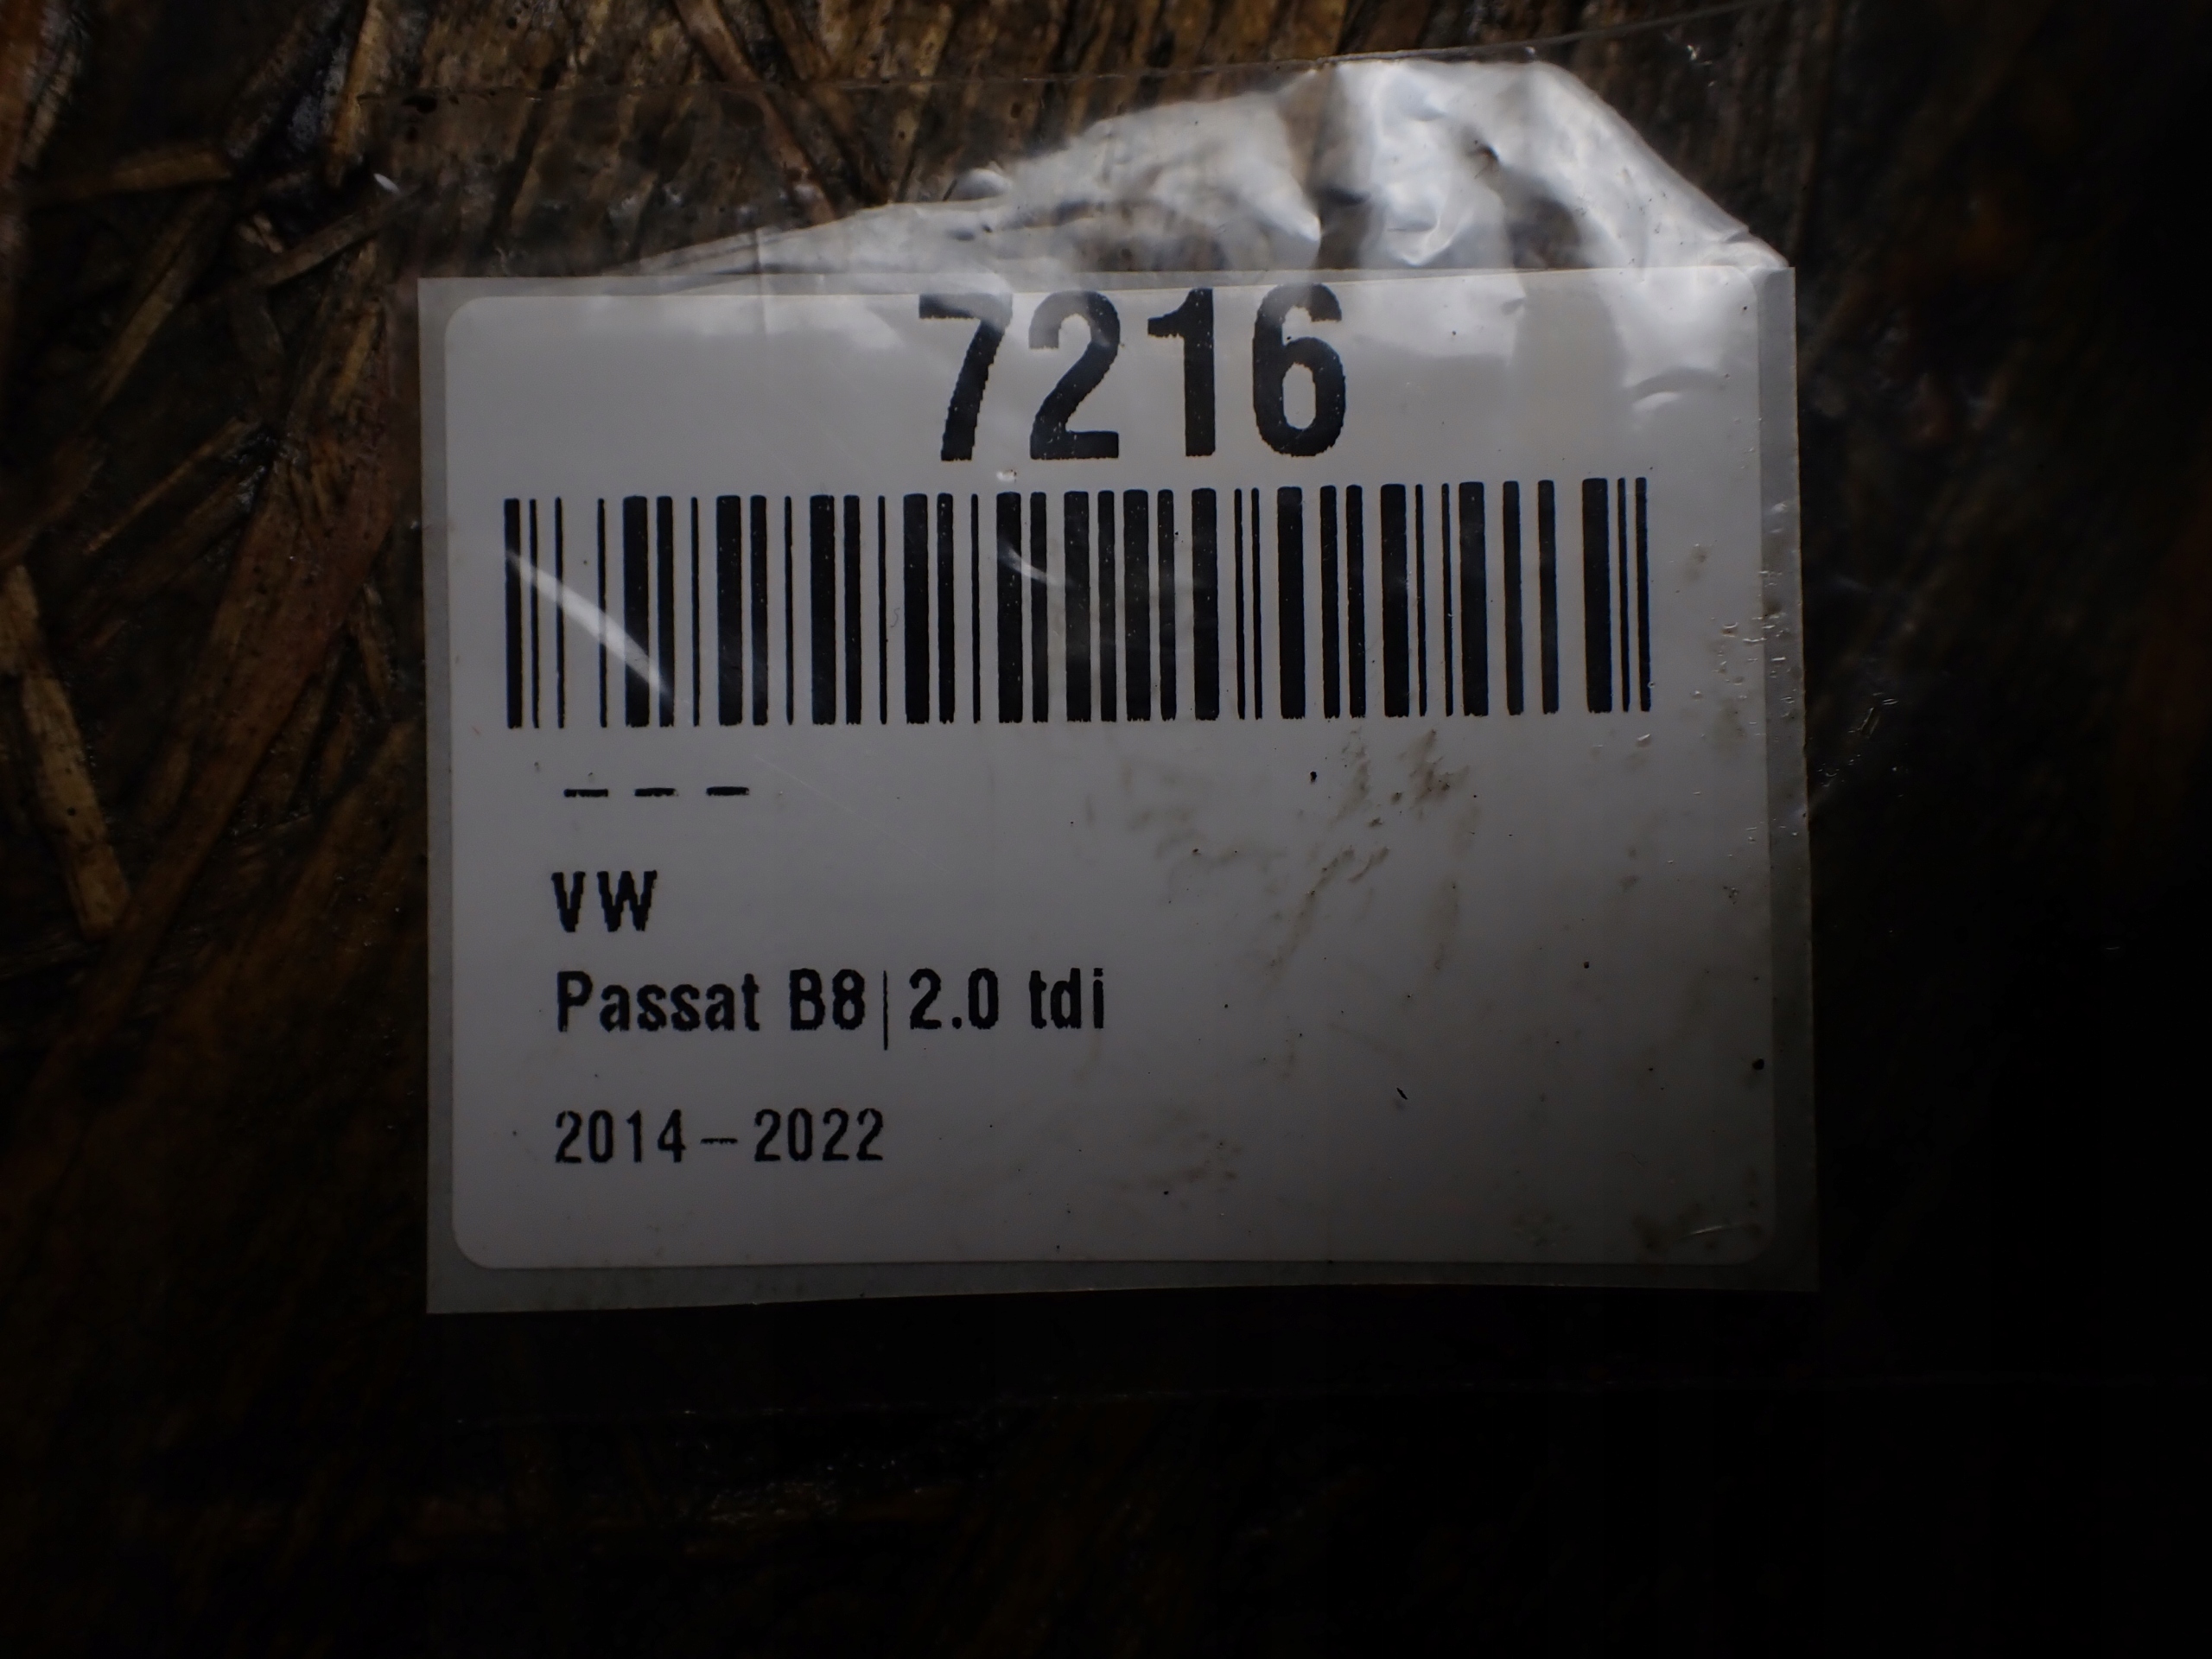 7216
– – –
VW
Passat B8|2.0 tdi
2014–2022